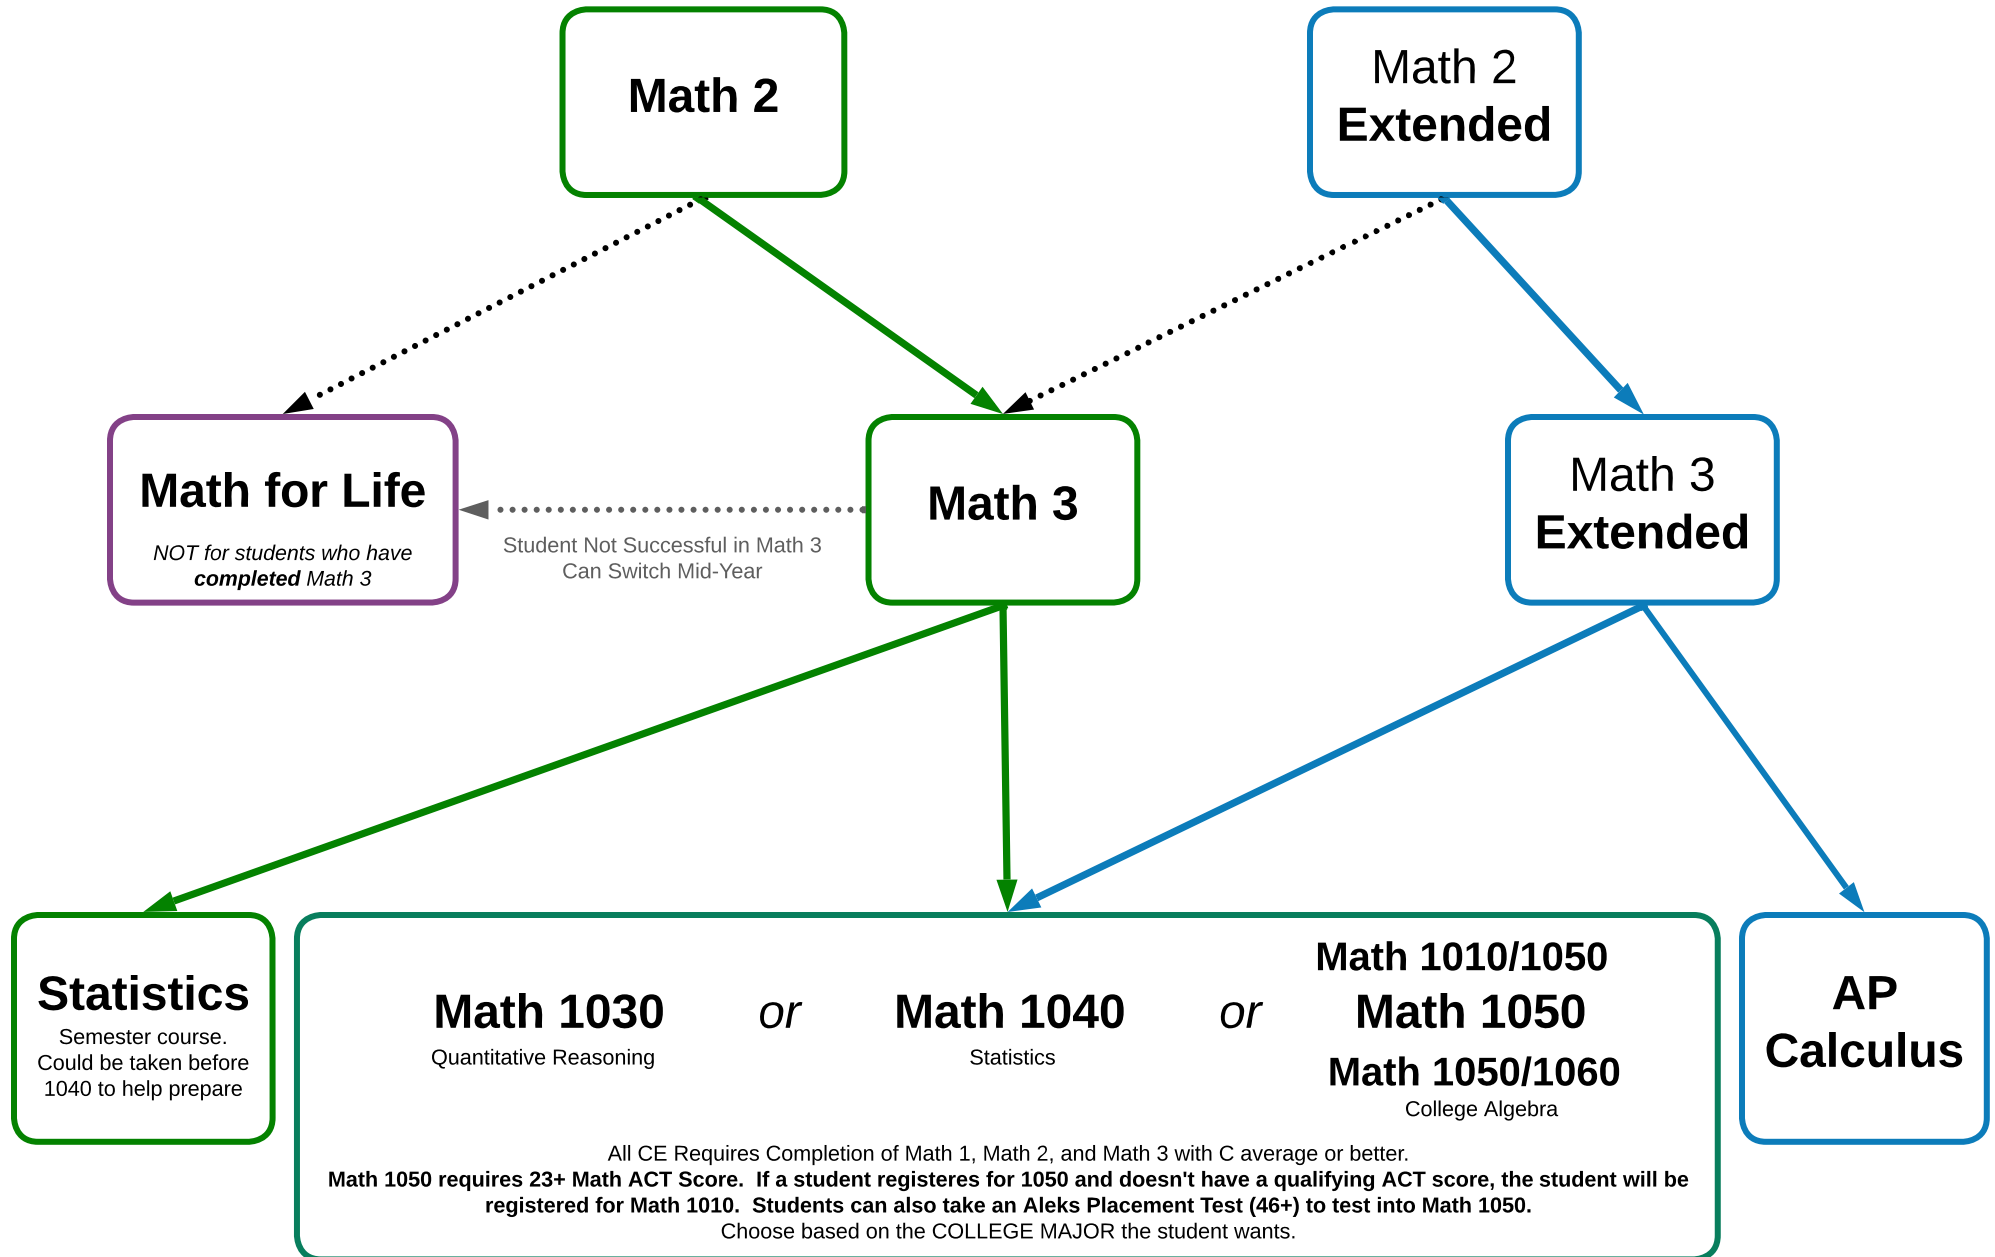 Math 2
Math 2
Extended
Math for Life
NOT for students who have
completed Math 3
Student Not Successful in Math 3
Can Switch Mid-Year
Math 3
Math 3
Extended
Statistics
Semester course.
Could be taken before
1040 to help prepare
Math 1030
Quantitative Reasoning
or
Math 1040
Statistics
or
Math 1010/1050
Math 1050
Math 1050/1060
College Algebra
All CE Requires Completion of Math 1, Math 2, and Math 3 with C average or better.
Math 1050 requires 23+ Math ACT Score.  If a student registeres for 1050 and doesn't have a qualifying ACT score, the student will be
registered for Math 1010.  Students can also take an Aleks Placement Test (46+) to test into Math 1050.
Choose based on the COLLEGE MAJOR the student wants.
AP
Calculus